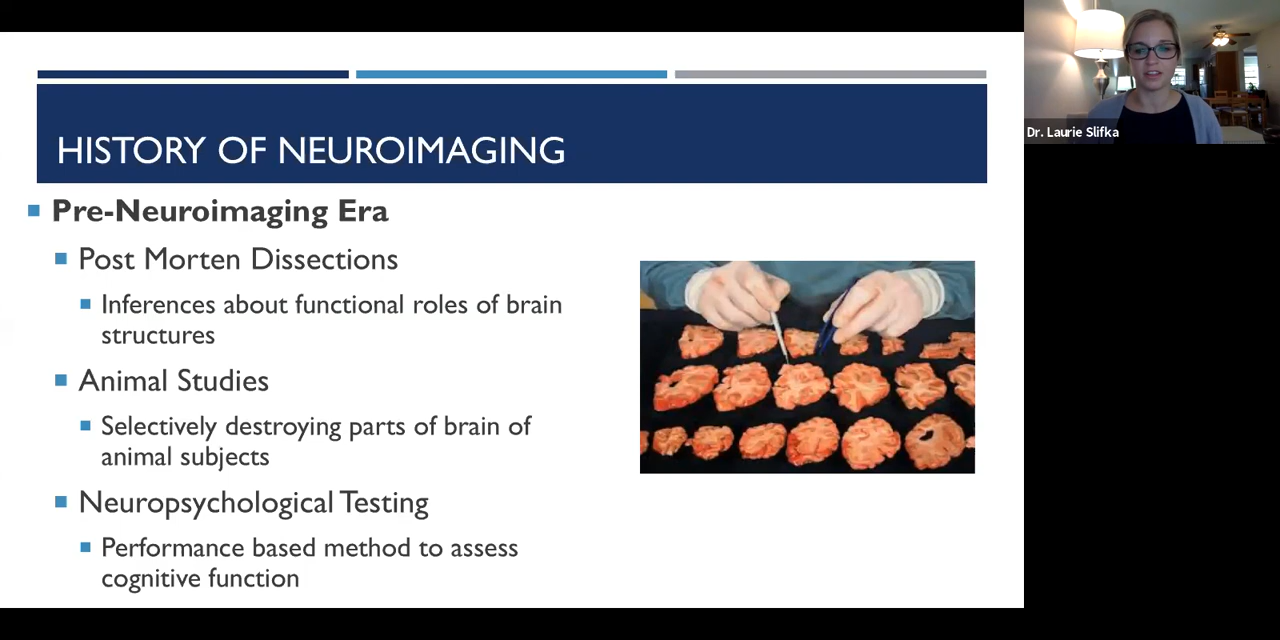 HISTORY OF NEUROIMAGING
Pre-Neuroimaging Era
Post Morten Dissections
Inferences about functional roles of brain
structures
Animal Studies
Selectively destroying parts of brain of
animal subjects
Neuropsychological Testing
Performance based method to assess
cognitive function
Dr. Laurie Slifka